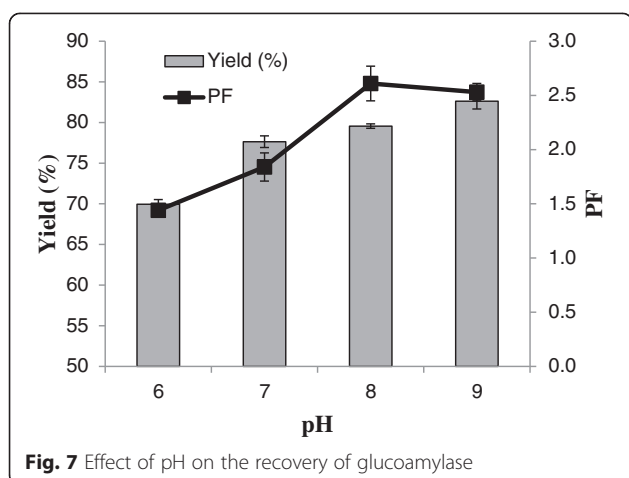 90
85
80
75
70
65
60
55
50
Yield (%)
Yield (%)
PF
3.0
2.5
2.0
1.5
1.0
0.5
0.0
PF
6 7 8 9
pH
Fig. 7 Effect of pH on the recovery of glucoamylase